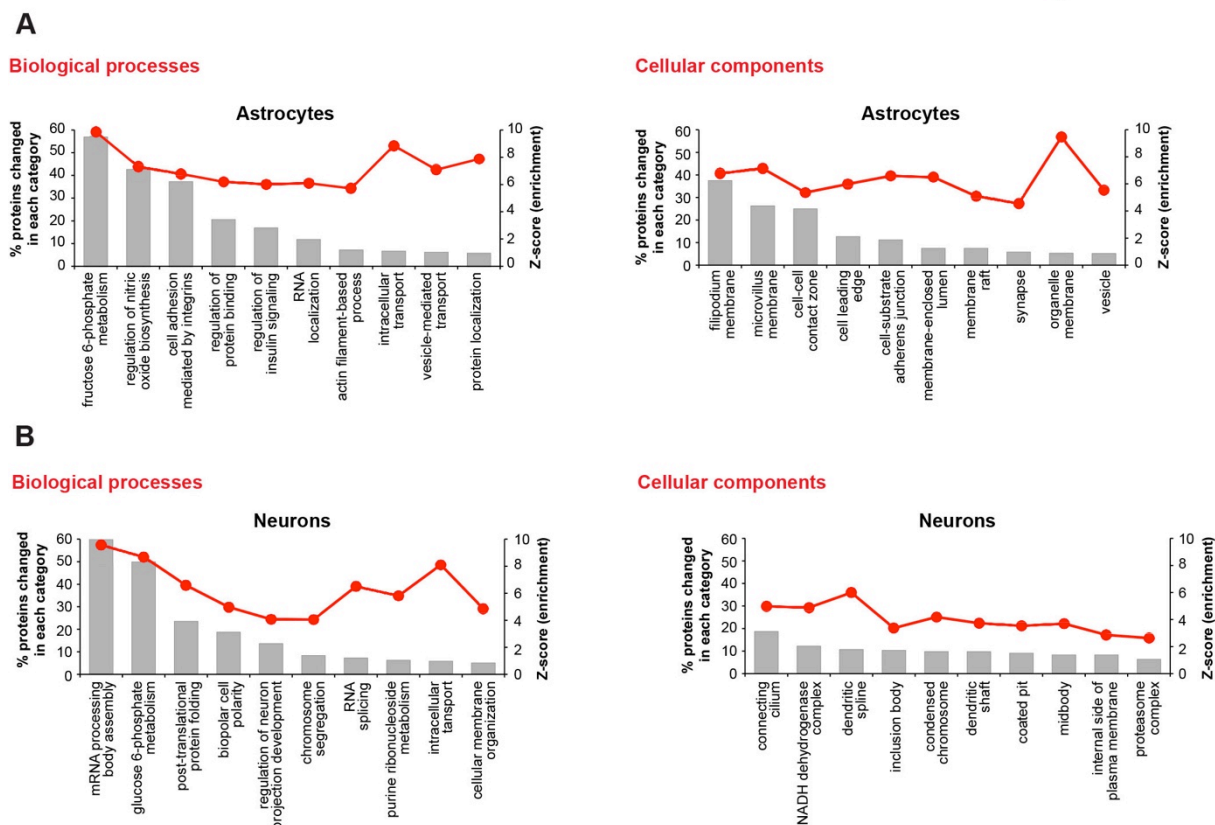 A
Biological processes
Astrocytes
% proteins changed
in each category
60
50
40
30
20
10
0
10
8
6
4
2
0
Z-score (enrichment)
fructose 6-phosphate
metabolism
regulation of nitric
oxide biosynthesis
cell adhesion
mediated by integrins
regulation of
protein binding
regulation of
insulin signaling
RNA
localization
actin filament-based
process
intracellular
transport
vesicle-mediated
transport
protein localization
Cellular components
Astrocytes
% proteins changed
in each category
60
50
40
30
20
10
0
10
8
6
4
2
0
Z-score (enrichment)
filipodium
membrane
microvillus
membrane
cell-cell
contact zone
cell leading
edge
cell-substrate
adherens junction
membrane-enclosed
lumen
membrane
raft
synapse
organelle
membrane
vesicle
B
Biological processes
Neurons
% proteins changed
in each category
60
50
40
30
20
10
0
10
8
6
4
2
0
Z-score (enrichment)
mRNA processing
body assembly
glucose 6-phosphate
metabolism
post-translational
protein folding
biopolar cell
polarity
regulation of neuron
projection development
chromosome
segregation
RNA
splicing
purine ribonucleoside
metabolism
intracellular
transport
cellular membrane
organization
Cellular components
Neurons
% proteins changed
in each category
60
50
40
30
20
10
0
10
8
6
4
2
0
Z-score (enrichment)
connecting
cilium
NADH dehydrogenase
complex
dendritic
spline
inclusion body
condensed
chromosome
dendritic
shaft
coated pit
midbody
internal side of
plasma membrane
proteasome
complex